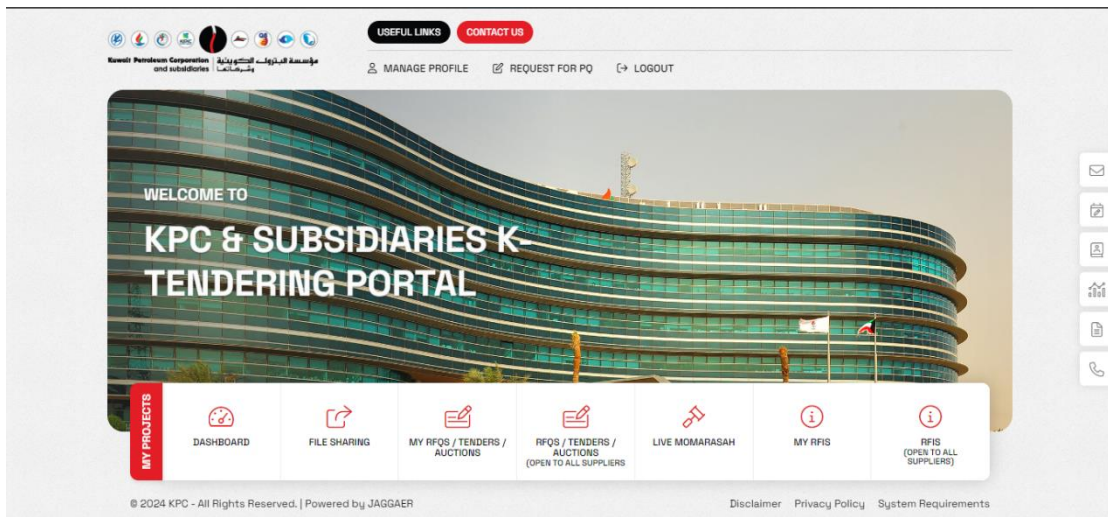 USEFUL LINKS CONTACT US
Kuwait Petroleum Corporation
and subsidiaries
مؤسسة البترول الكويتية
وشركاتها
MANAGE PROFILE REQUEST FOR PQ LOGOUT
WELCOME TO
KPC & SUBSIDIARIES K-
TENDERING PORTAL
MY PROJECTS
DASHBOARD
FILE SHARING
MY RFQS / TENDERS /
AUCTIONS
RFQS / TENDERS /
AUCTIONS
(OPEN TO ALL SUPPLIERS
LIVE MOMARASAH
MY RFIS
RFIS
(OPEN TO ALL
SUPPLIERS)
© 2024 KPC - All Rights Reserved. | Powered by JAGGAER
Disclaimer Privacy Policy System Requirements